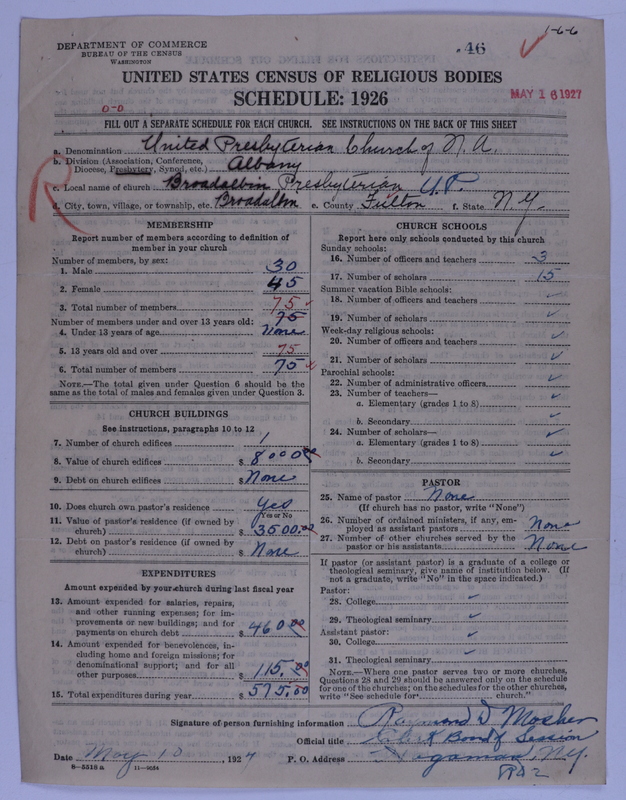 DEPARTMENT OF COMMERCE
BUREAU OF THE CENSUS
WASHINGTON
46
1-6-6
UNITED STATES CENSUS OF RELIGIOUS BODIES
SCHEDULE: 1926
MAY 16 1927
0-0
FILL OUT A SEPARATE SCHEDULE FOR EACH CHURCH. SEE INSTRUCTIONS ON THE BACK OF THIS SHEET
R
a. Denomination United Presbyterian Church of N. A.
b. Division (Association, Conference, Diocese, Presbytery, Synod, etc.) Albany
c. Local name of church Broadalbin Presbyterian U.P.
d. City, town, village, or township, etc. Broadalbin e. County Fulton f. State N.Y.
MEMBERSHIP
Report number of members according to definition of
member in your church
Number of members, by sex:
1. Male 30
2. Female 45
3. Total number of members 75
75
Number of members under and over 13 years old:
4. Under 13 years of age None
5. 13 years old and over 75
6. Total number of members 75
NOTE.—The total given under Question 6 should be the
same as the total of males and females given under Question 3.
CHURCH BUILDINGS
See instructions, paragraphs 10 to 12
7. Number of church edifices 1
8. Value of church edifices $ 8000.00
9. Debt on church edifices $ None
10. Does church own pastor's residence yes
Yes or No
11. Value of pastor's residence (if owned by
church) $ 3500.00
12. Debt on pastor's residence (if owned by
church) $ None
EXPENDITURES
Amount expended by your church during last fiscal year
13. Amount expended for salaries, repairs,
and other running expenses; for im-
provements or new buildings; and for
payments on church debt $ 460.00
14. Amount expended for benevolences, in-
cluding home and foreign missions; for
denominational support; and for all
other purposes $ 115.00
15. Total expenditures during year $ 575.00
CHURCH SCHOOLS
Report here only schools conducted by this church
Sunday schools:
16. Number of officers and teachers 3
17. Number of scholars 15
Summer vacation Bible schools:
18. Number of officers and teachers
19. Number of scholars
Week-day religious schools:
20. Number of officers and teachers
21. Number of scholars
Parochial schools:
22. Number of administrative officers
23. Number of teachers—
a. Elementary (grades 1 to 8)
b. Secondary
24. Number of scholars—
a. Elementary (grades 1 to 8)
b. Secondary
PASTOR
25. Name of pastor None
(If church has no pastor, write "None")
26. Number of ordained ministers, if any, em-
ployed as assistant pastors None
27. Number of other churches served by the
pastor or his assistants None
If pastor (or assistant pastor) is a graduate of a college or
theological seminary, give name of institution below. (If
not a graduate, write "No" in the space indicated.)
Pastor:
28. College
29. Theological seminary
Assistant pastor:
30. College
31. Theological seminary
NOTE.—Where one pastor serves two or more churches,
Questions 28 and 29 should be answered only on the schedule
for one of the churches; on the schedules for the other churches,
write "See schedule for church."
Signature of person furnishing information Raymond D Mosher
Official title Clerk Board of Session
Date May 10, 1927 P. O. Address Hagaman, N.Y.
8—5518a 11—9054